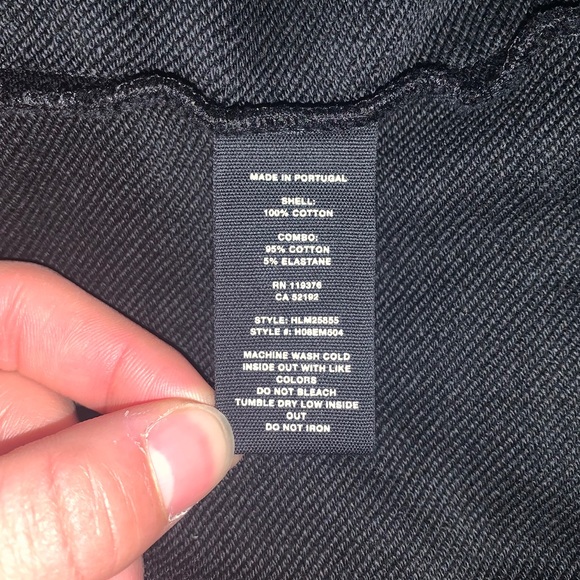 MADE IN PORTUGAL
SHELL:
100% COTTON
COMBO:
95% COTTON
5% ELASTANE
RN 119376
CA 52192
STYLE: HLM25855
STYLE #: H08EM504
MACHINE WASH COLD
INSIDE OUT WITH LIKE
COLORS
DO NOT BLEACH
TUMBLE DRY LOW INSIDE
OUT
DO NOT IRON